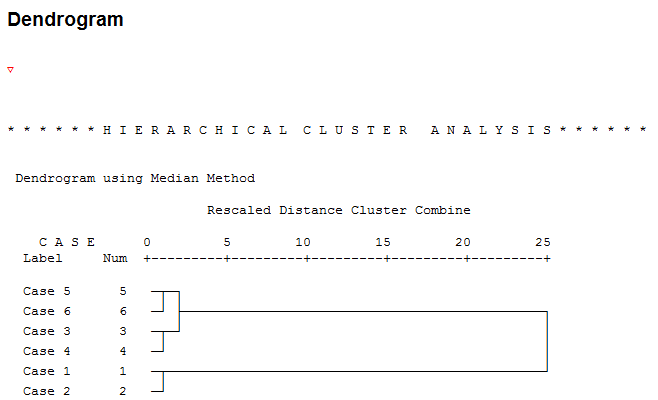 Dendrogram
* * * * * * H I E R A R C H I C A L  C L U S T E R   A N A L Y S I S * * * * * *
Dendrogram using Median Method
Rescaled Distance Cluster Combine
C A S E      0         5         10        15        20        25
Label     Num  +---------+---------+---------+---------+---------+
Case 5      5
Case 6      6
Case 3      3
Case 4      4
Case 1      1
Case 2      2